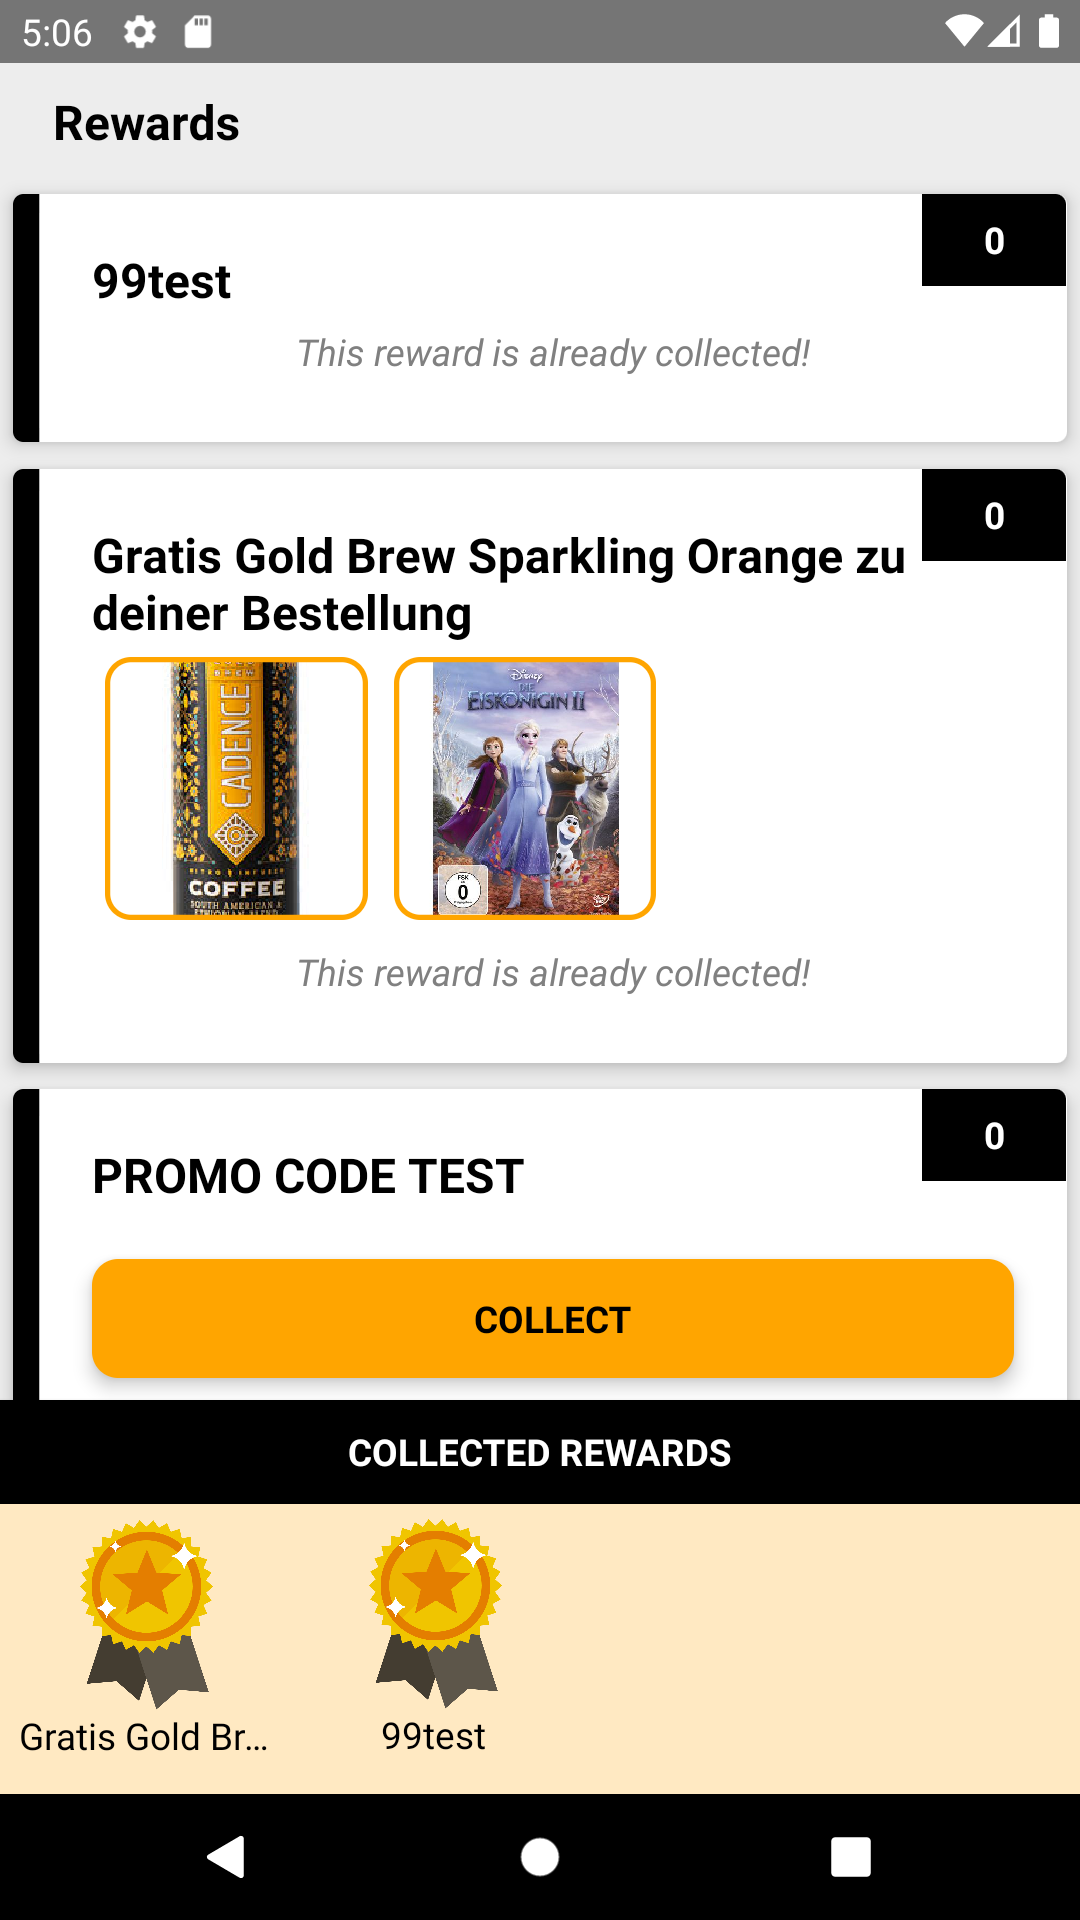 5:06
Rewards
0
99test
This reward is already collected!
0
Gratis Gold Brew Sparkling Orange zu
deiner Bestellung
CADENCE
COFFEE
SOUTH AMERICAN &
Disney
DIE
EISKÖNIGIN II
FSK
0
This reward is already collected!
0
PROMO CODE TEST
COLLECT
COLLECTED REWARDS
Gratis Gold Br...
99test